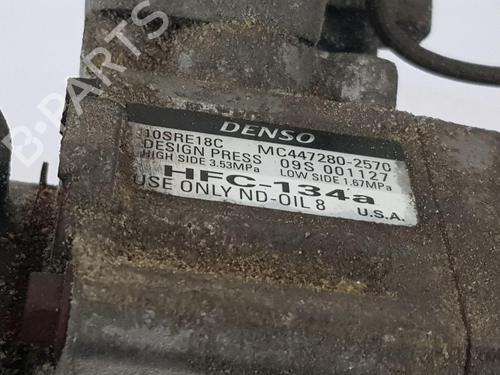 B-PARTS
DENSO
10SRE18C MC447280-2570
DESIGN PRESS 09S 001127
HIGH SIDE 3.53MPa LOW SIDE 1.67MPa
HFC-134a
USE ONLY ND-OIL 8 U.S.A.